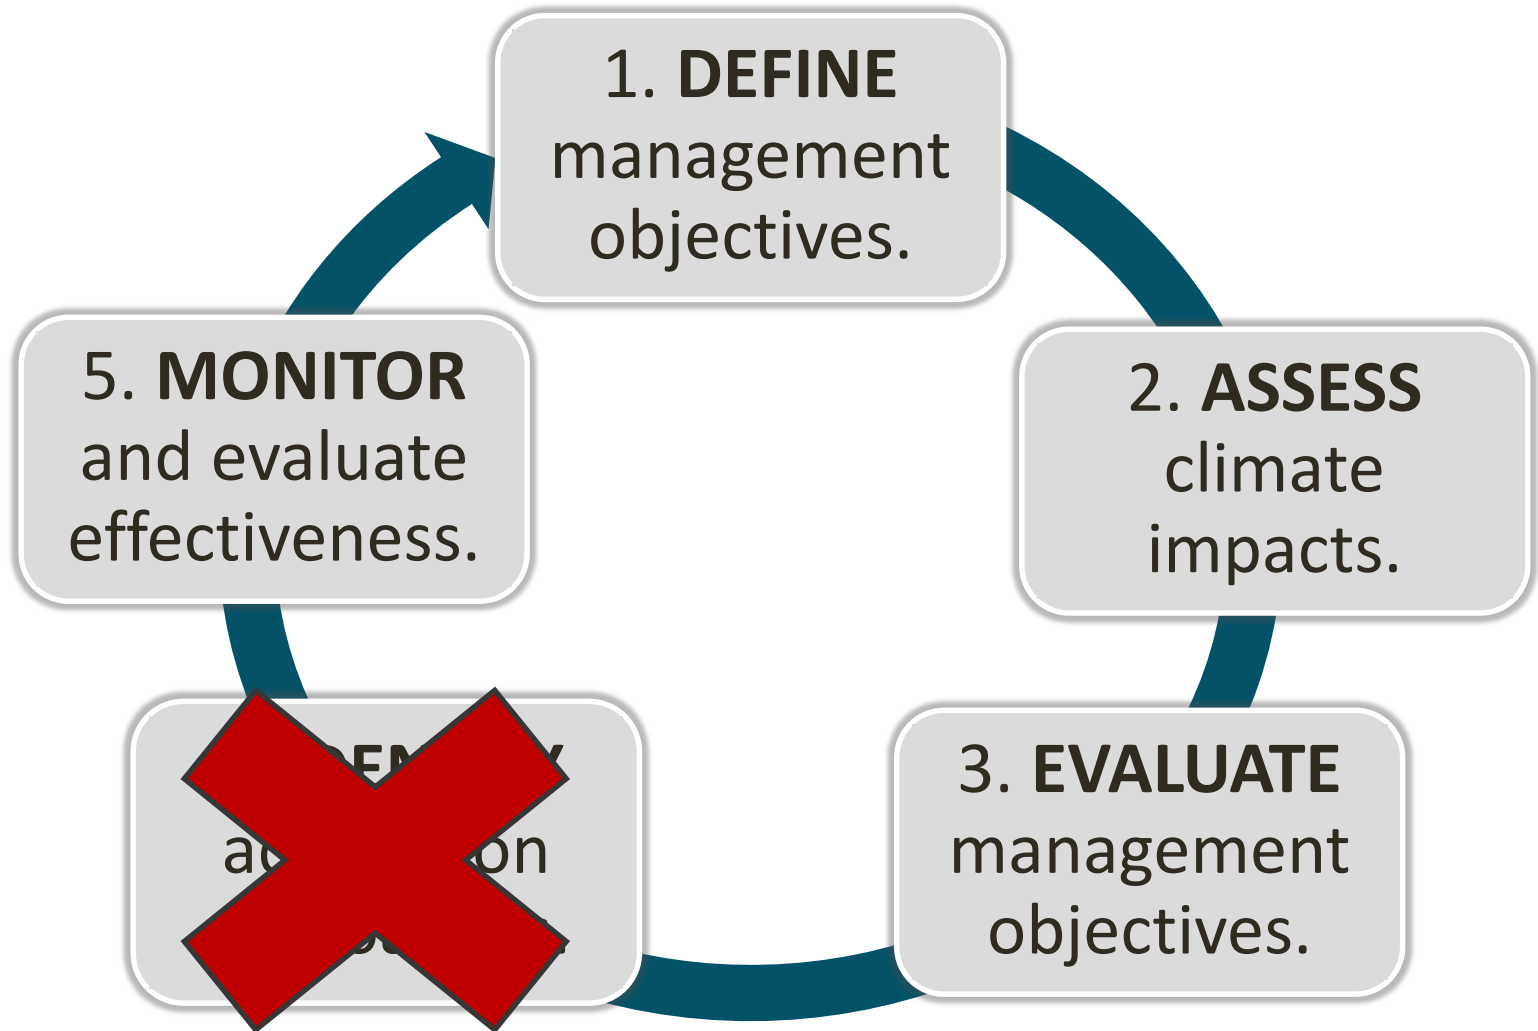 1. DEFINE
management
objectives.
2. ASSESS
climate
impacts.
3. EVALUATE
management
objectives.
5. MONITOR
and evaluate
effectiveness.